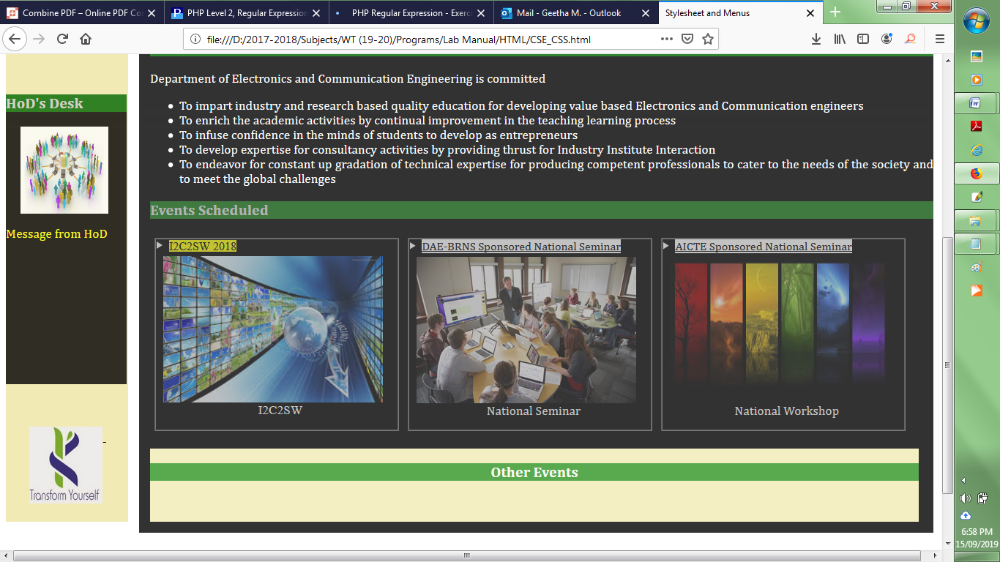 Combine PDF – Online PDF Co
PHP Level 2, Regular Expression
PHP Regular Expression - Exerci
Mail - Geetha M. - Outlook
Stylesheet and Menus
file:///D:/2017-2018/Subjects/WT (19-20)/Programs/Lab Manual/HTML/CSE_CSS.html
HoD's Desk
Message from HoD
Transform Yourself
Department of Electronics and Communication Engineering is committed
To impart industry and research based quality education for developing value based Electronics and Communication engineers
To enrich the academic activities by continual improvement in the teaching learning process
To infuse confidence in the minds of students to develop as entrepreneurs
To develop expertise for consultancy activities by providing thrust for Industry Institute Interaction
To endeavor for constant up gradation of technical expertise for producing competent professionals to cater to the needs of the society and
to meet the global challenges
Events Scheduled
I2C2SW 2018
I2C2SW
DAE-BRNS Sponsored National Seminar
National Seminar
AICTE Sponsored National Seminar
National Workshop
Other Events
6:58 PM
15/09/2019